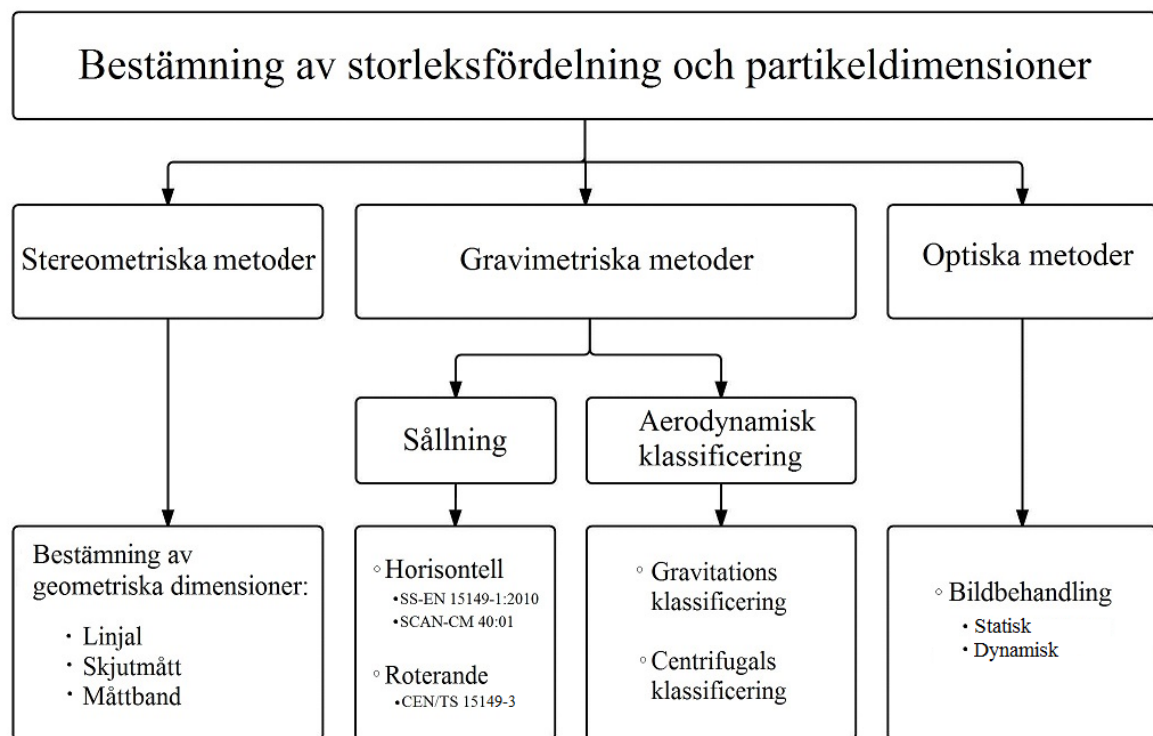 Bestämning av storleksfördelning och partikeldimensioner
Stereometriska metoder
Gravimetriska metoder
Optiska metoder
Sållning
Aerodynamisk
klassificering
Bestämning av
geometriska dimensioner:
· Linjal
· Skjutmått
· Måttband
◦ Horisontell
•SS-EN 15149-1:2010
•SCAN-CM 40:01
◦ Roterande
•CEN/TS 15149-3
◦ Gravitations
klassificering
◦ Centrifugals
klassificering
◦ Bildbehandling
• Statisk
• Dynamisk